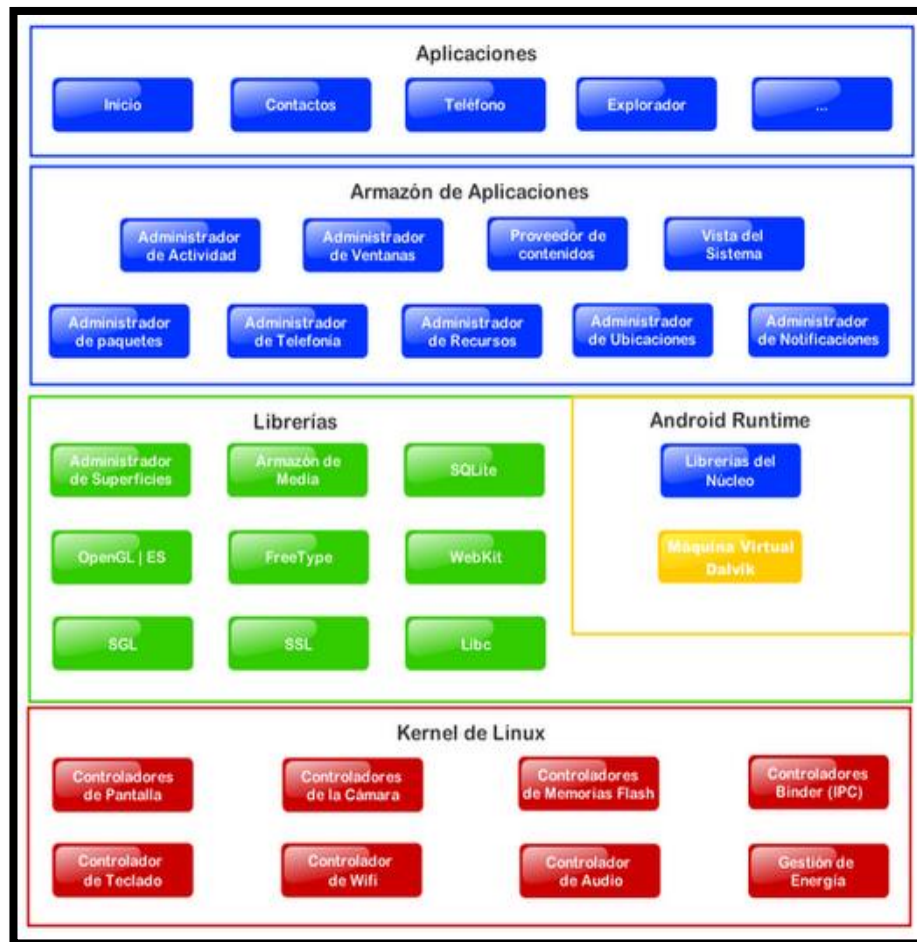 Aplicaciones
Inicio
Contactos
Teléfono
Explorador
...
Armazón de Aplicaciones
Administrador
de Actividad
Administrador
de Ventanas
Proveedor de
contenidos
Vista del
Sistema
Administrador
de paquetes
Administrador
de Telefonía
Administrador
de Recursos
Administrador
de Ubicaciones
Administrador
de Notificaciones
Librerías
Administrador
de Superficies
Armazón de
Media
SQLite
OpenGL | ES
FreeType
WebKit
SGL
SSL
Libc
Android Runtime
Librerías del
Núcleo
Máquina Virtual
Dalvik
Kernel de Linux
Controladores
de Pantalla
Controladores
de la Cámara
Controladores
de Memorias Flash
Controladores
Binder (IPC)
Controlador
de Teclado
Controlador
de Wifi
Controlador
de Audio
Gestión de
Energía